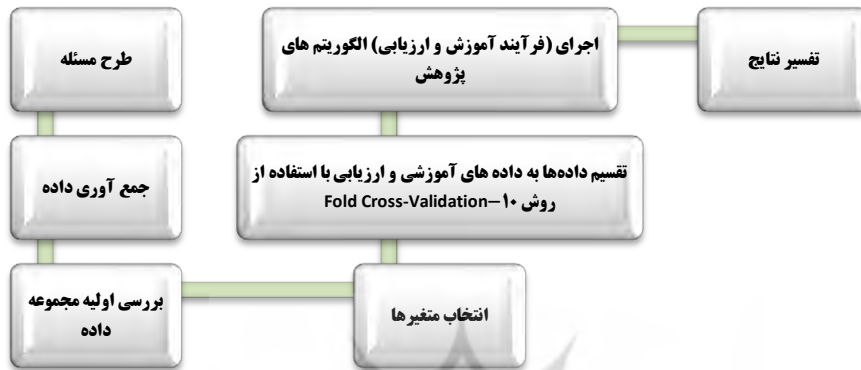 طرح مسئله
جمع آوری داده
بررسی اولیه مجموعه
داده
انتخاب متغیرها
تقسیم داده‌ها به داده های آموزشی و ارزیابی با استفاده از
روش ۱۰–Fold Cross-Validation
اجرای (فرآیند آموزش و ارزیابی) الگوریتم های
پژوهش
تفسیر نتایج